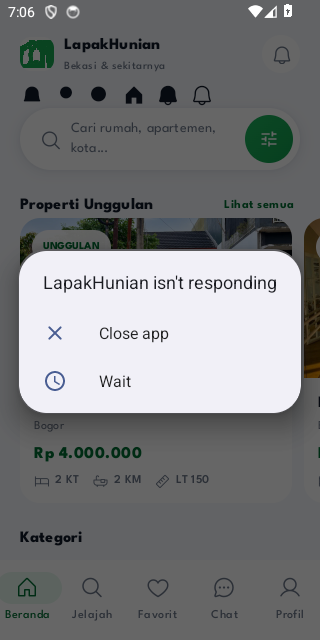 7:06
LapakHunian
Bekasi & sekitarnya
Cari rumah, apartemen,
kota...
Properti Unggulan
Lihat semua
UNGGULAN
LapakHunian isn't responding
Close app
Wait
Bogor
Rp 4.000.000
2 KT
2 KM
LT 150
Kategori
Beranda
Jelajah
Favorit
Chat
Profil